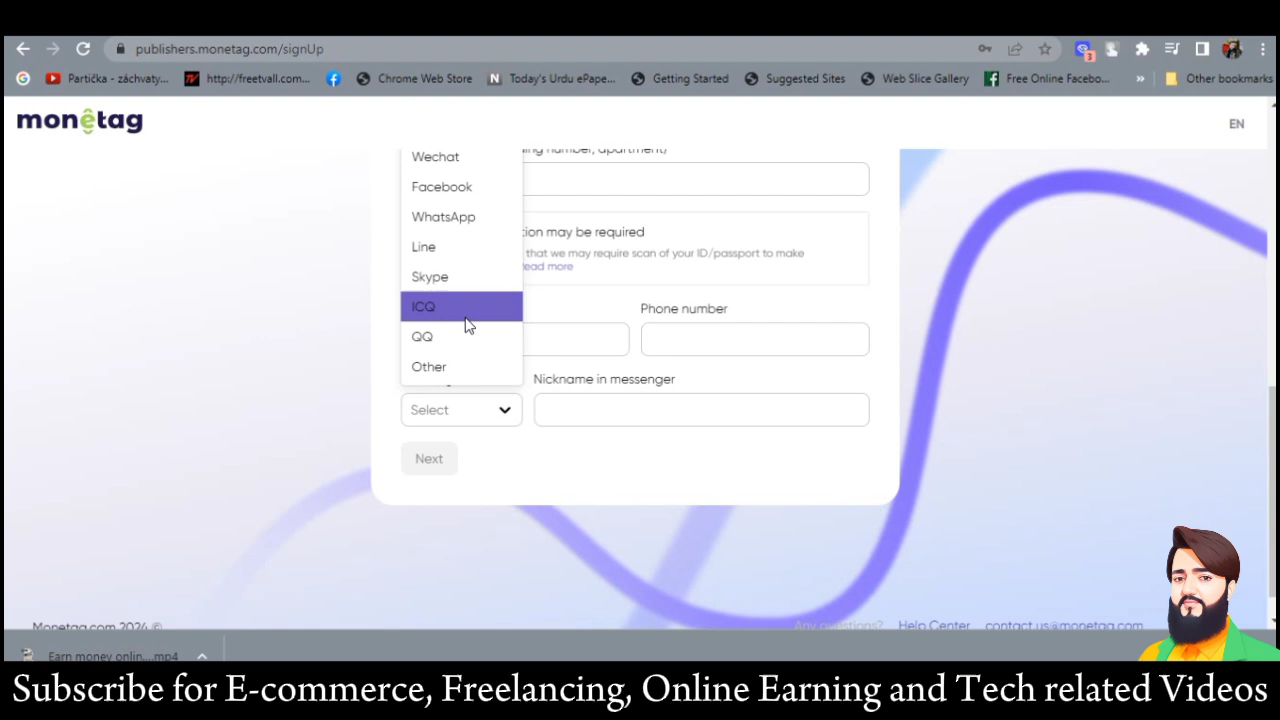 publishers.monetag.com/signUp
3
Partička - záchvaty...
http://freetvall.com...
Chrome Web Store
Today's Urdu ePape...
Getting Started
Suggested Sites
Web Slice Gallery
Free Online Facebo...
»
Other bookmarks
monetag
EN
Wechat
number, apartment)
Facebook
WhatsApp
Line
may be required
that we may require scan of your ID/passport to make
more
Skype
ICQ
Phone number
QQ
Other
Nickname in messenger
Select
Next
Monetag.com 2024 ©
Any questions?
Help Center
contact.us@monetag.com
Earn money onlin....mp4
Subscribe for E-commerce, Freelancing, Online Earning and Tech related Videos